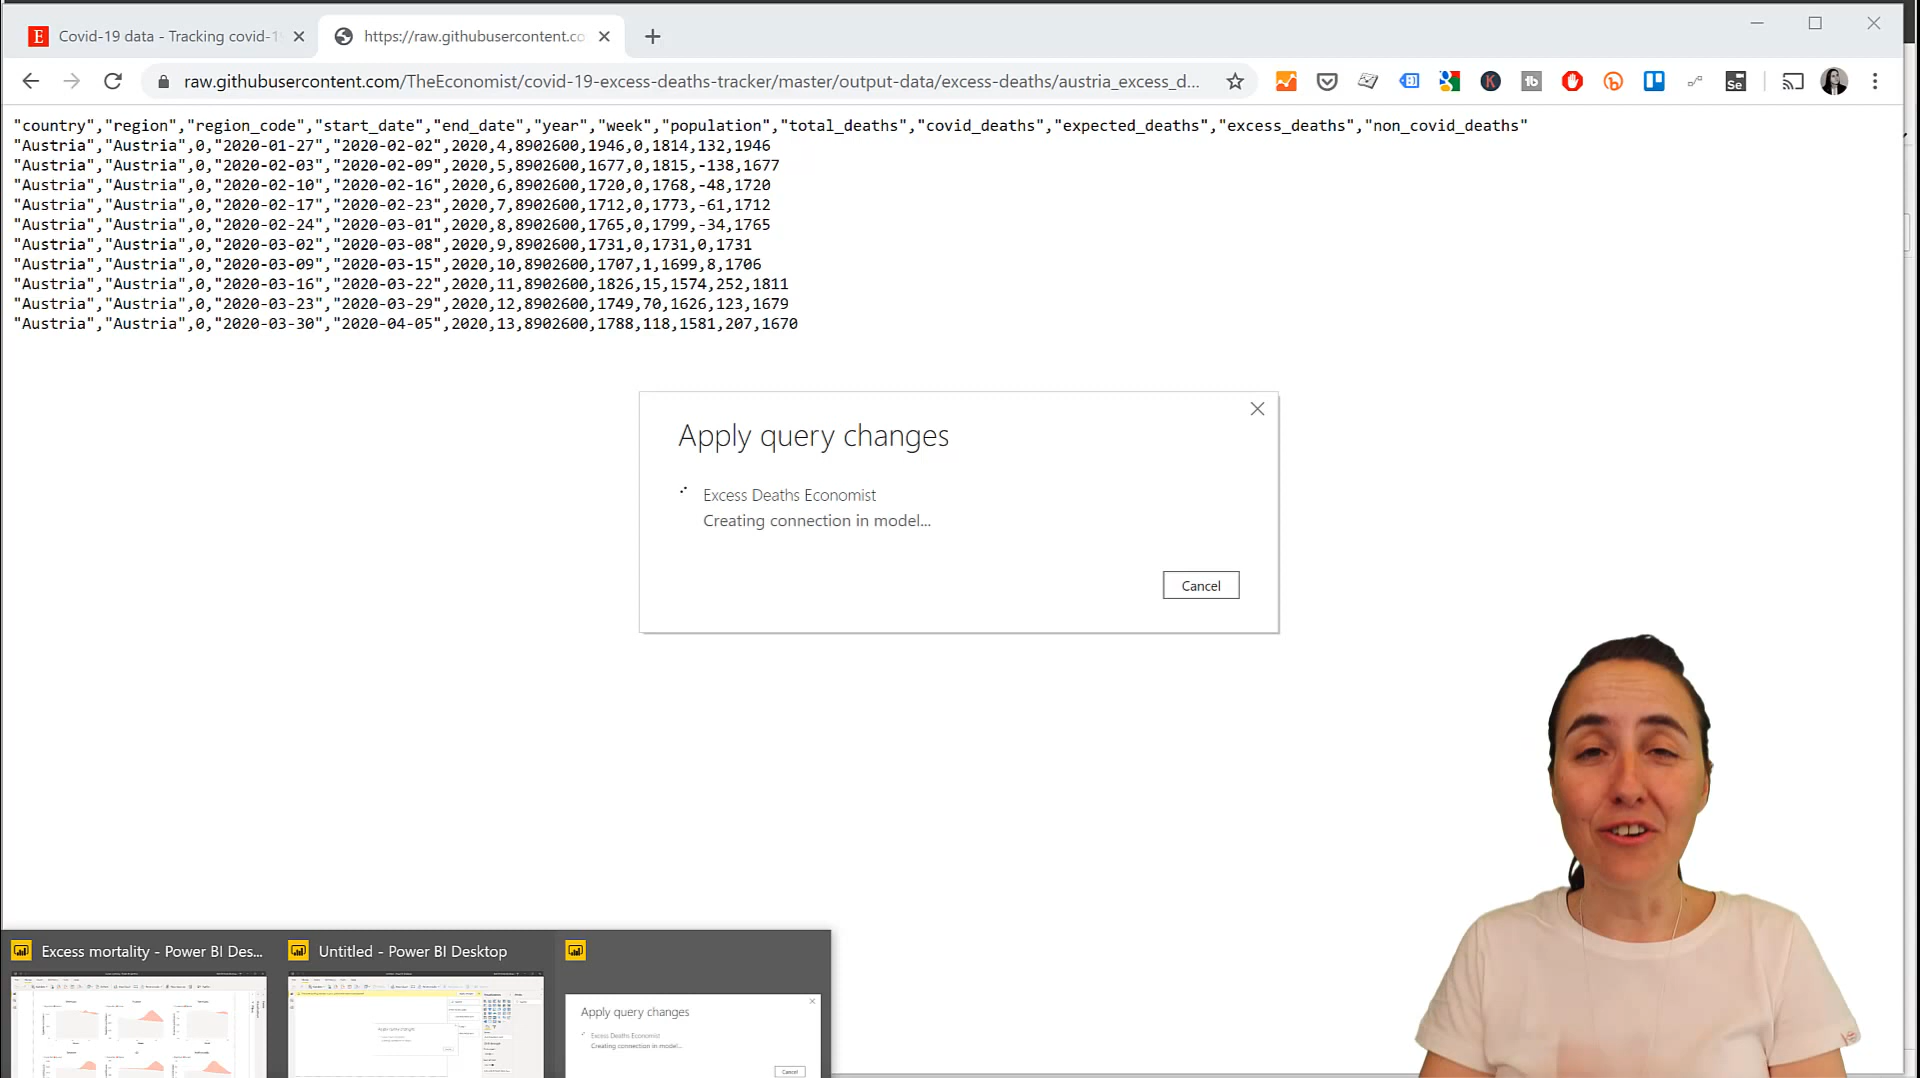 Covid-19 data - Tracking covid-1
https://raw.githubusercontent.co
raw.githubusercontent.com/TheEconomist/covid-19-excess-deaths-tracker/master/output-data/excess-deaths/austria_excess_d...
"country","region","region_code","start_date","end_date","year","week","population","total_deaths","covid_deaths","expected_deaths","excess_deaths","non_covid_deaths"
"Austria","Austria",0,"2020-01-27","2020-02-02",2020,4,8902600,1946,0,1814,132,1946
"Austria","Austria",0,"2020-02-03","2020-02-09",2020,5,8902600,1677,0,1815,-138,1677
"Austria","Austria",0,"2020-02-10","2020-02-16",2020,6,8902600,1720,0,1768,-48,1720
"Austria","Austria",0,"2020-02-17","2020-02-23",2020,7,8902600,1712,0,1773,-61,1712
"Austria","Austria",0,"2020-02-24","2020-03-01",2020,8,8902600,1765,0,1799,-34,1765
"Austria","Austria",0,"2020-03-02","2020-03-08",2020,9,8902600,1731,0,1731,0,1731
"Austria","Austria",0,"2020-03-09","2020-03-15",2020,10,8902600,1707,1,1699,8,1706
"Austria","Austria",0,"2020-03-16","2020-03-22",2020,11,8902600,1826,15,1574,252,1811
"Austria","Austria",0,"2020-03-23","2020-03-29",2020,12,8902600,1749,70,1626,123,1679
"Austria","Austria",0,"2020-03-30","2020-04-05",2020,13,8902600,1788,118,1581,207,1670
Apply query changes
Excess Deaths Economist
Creating connection in model...
Cancel
Excess mortality - Power BI Des...
Untitled - Power BI Desktop
Apply query changes
Apply query changes
Excess Deaths Economist
Creating connection in model...
Cancel